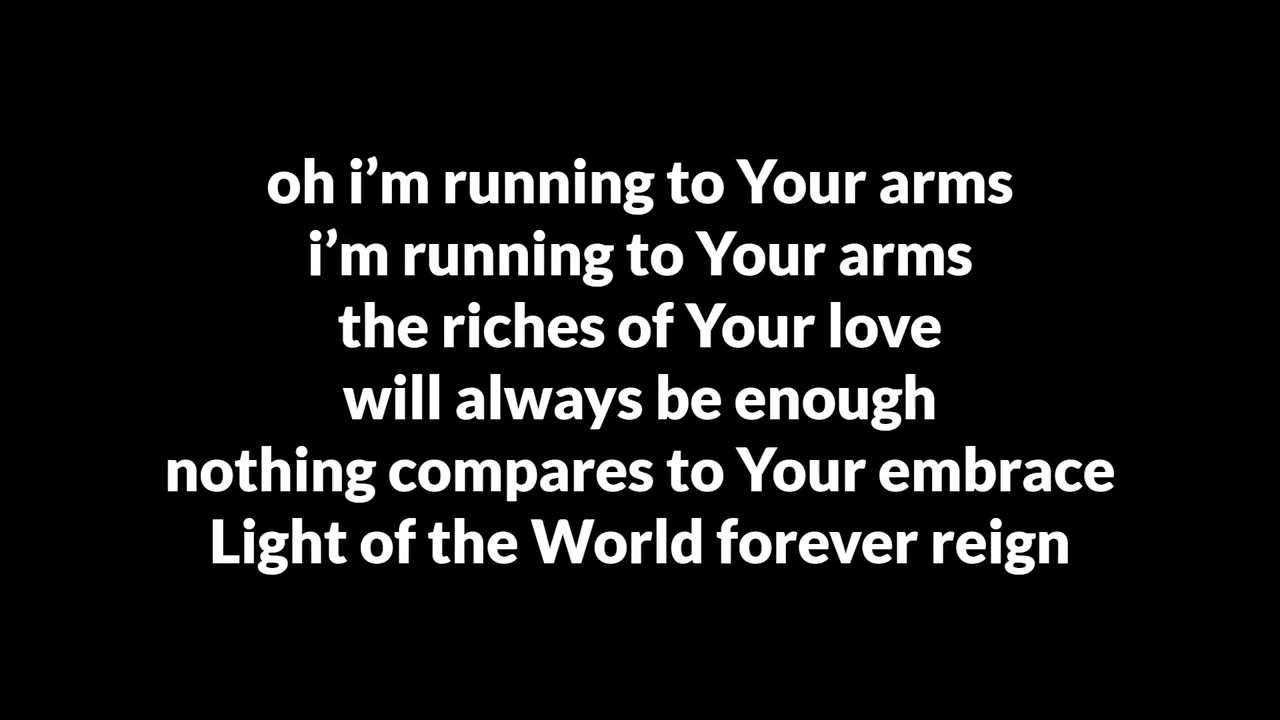 oh i’m running to Your arms
i’m running to Your arms
the riches of Your love
will always be enough
nothing compares to Your embrace
Light of the World forever reign